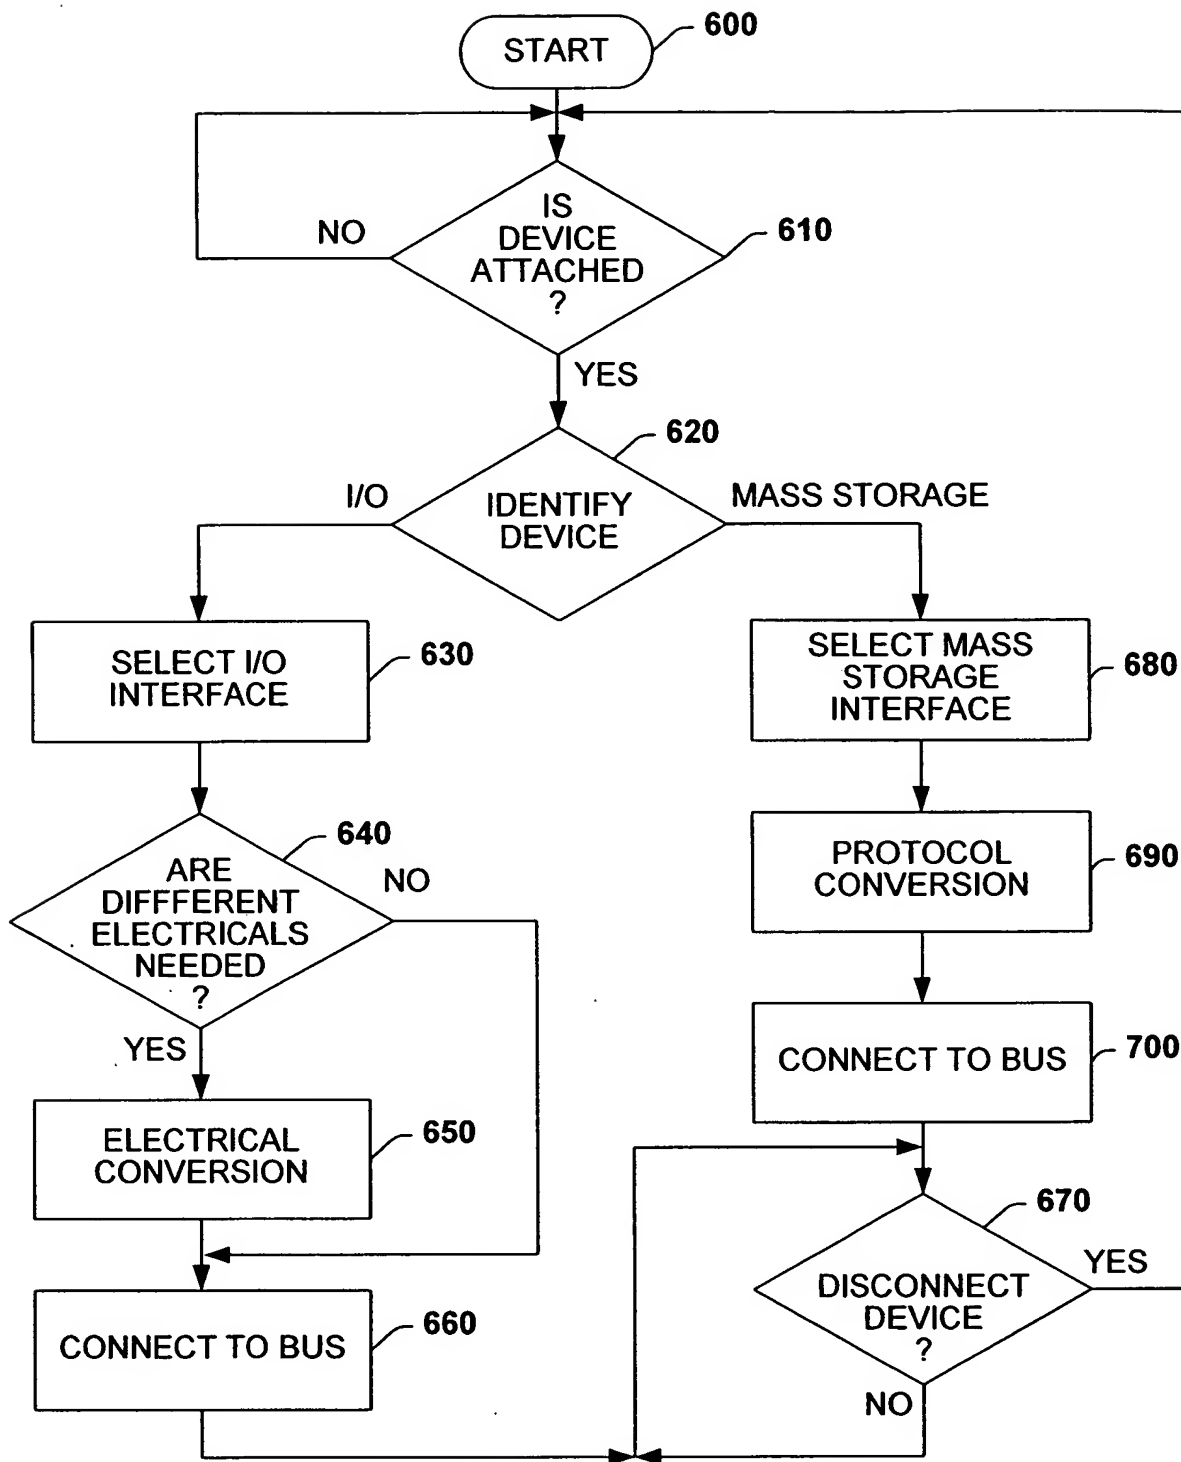 START
600
IS
DEVICE
ATTACHED
?
610
NO
YES
620
I/O
IDENTIFY
DEVICE
MASS STORAGE
SELECT I/O
INTERFACE
630
SELECT MASS
STORAGE
INTERFACE
680
640
ARE
DIFFFERENT
ELECTRICALS
NEEDED
?
NO
YES
PROTOCOL
CONVERSION
690
CONNECT TO BUS
700
ELECTRICAL
CONVERSION
650
670
DISCONNECT
DEVICE
?
YES
NO
CONNECT TO BUS
660